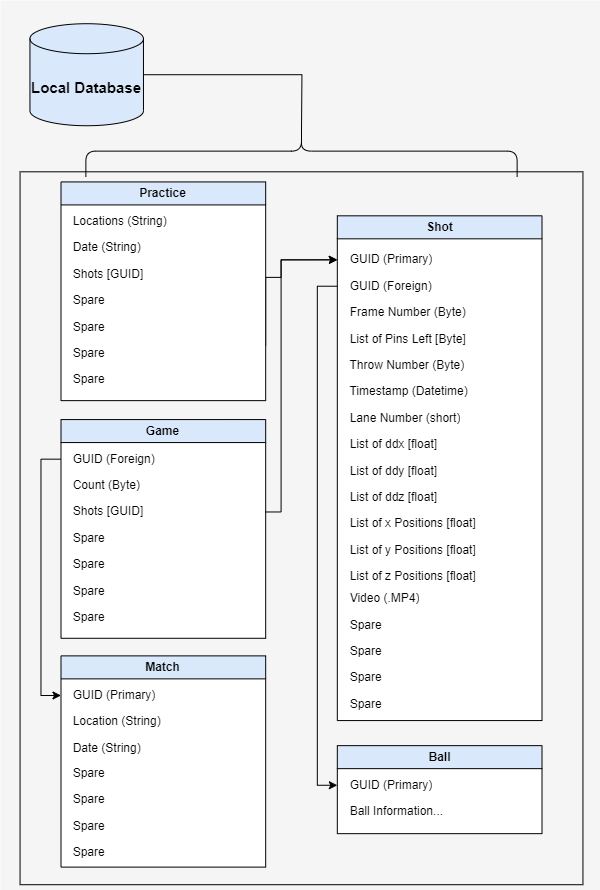 Local Database
Practice
Locations (String)
Date (String)
Shots [GUID]
Spare
Spare
Spare
Spare
Game
GUID (Foreign)
Count (Byte)
Shots [GUID]
Spare
Spare
Spare
Spare
Match
GUID (Primary)
Location (String)
Date (String)
Spare
Spare
Spare
Spare
Shot
GUID (Primary)
GUID (Foreign)
Frame Number (Byte)
List of Pins Left [Byte]
Throw Number (Byte)
Timestamp (Datetime)
Lane Number (short)
List of ddx [float]
List of ddy [float]
List of ddz [float]
List of x Positions [float]
List of y Positions [float]
List of z Positions [float]
Video (.MP4)
Spare
Spare
Spare
Spare
Ball
GUID (Primary)
Ball Information...